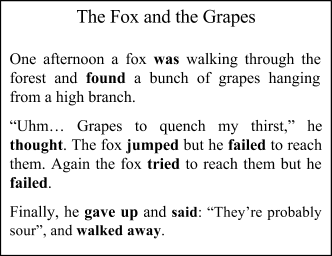 The Fox and the Grapes
One afternoon a fox was walking through the
forest and found a bunch of grapes hanging
from a high branch.
“Uhm… Grapes to quench my thirst,” he
thought. The fox jumped but he failed to reach
them. Again the fox tried to reach them but he
failed.
Finally, he gave up and said: “They’re probably
sour”, and walked away.